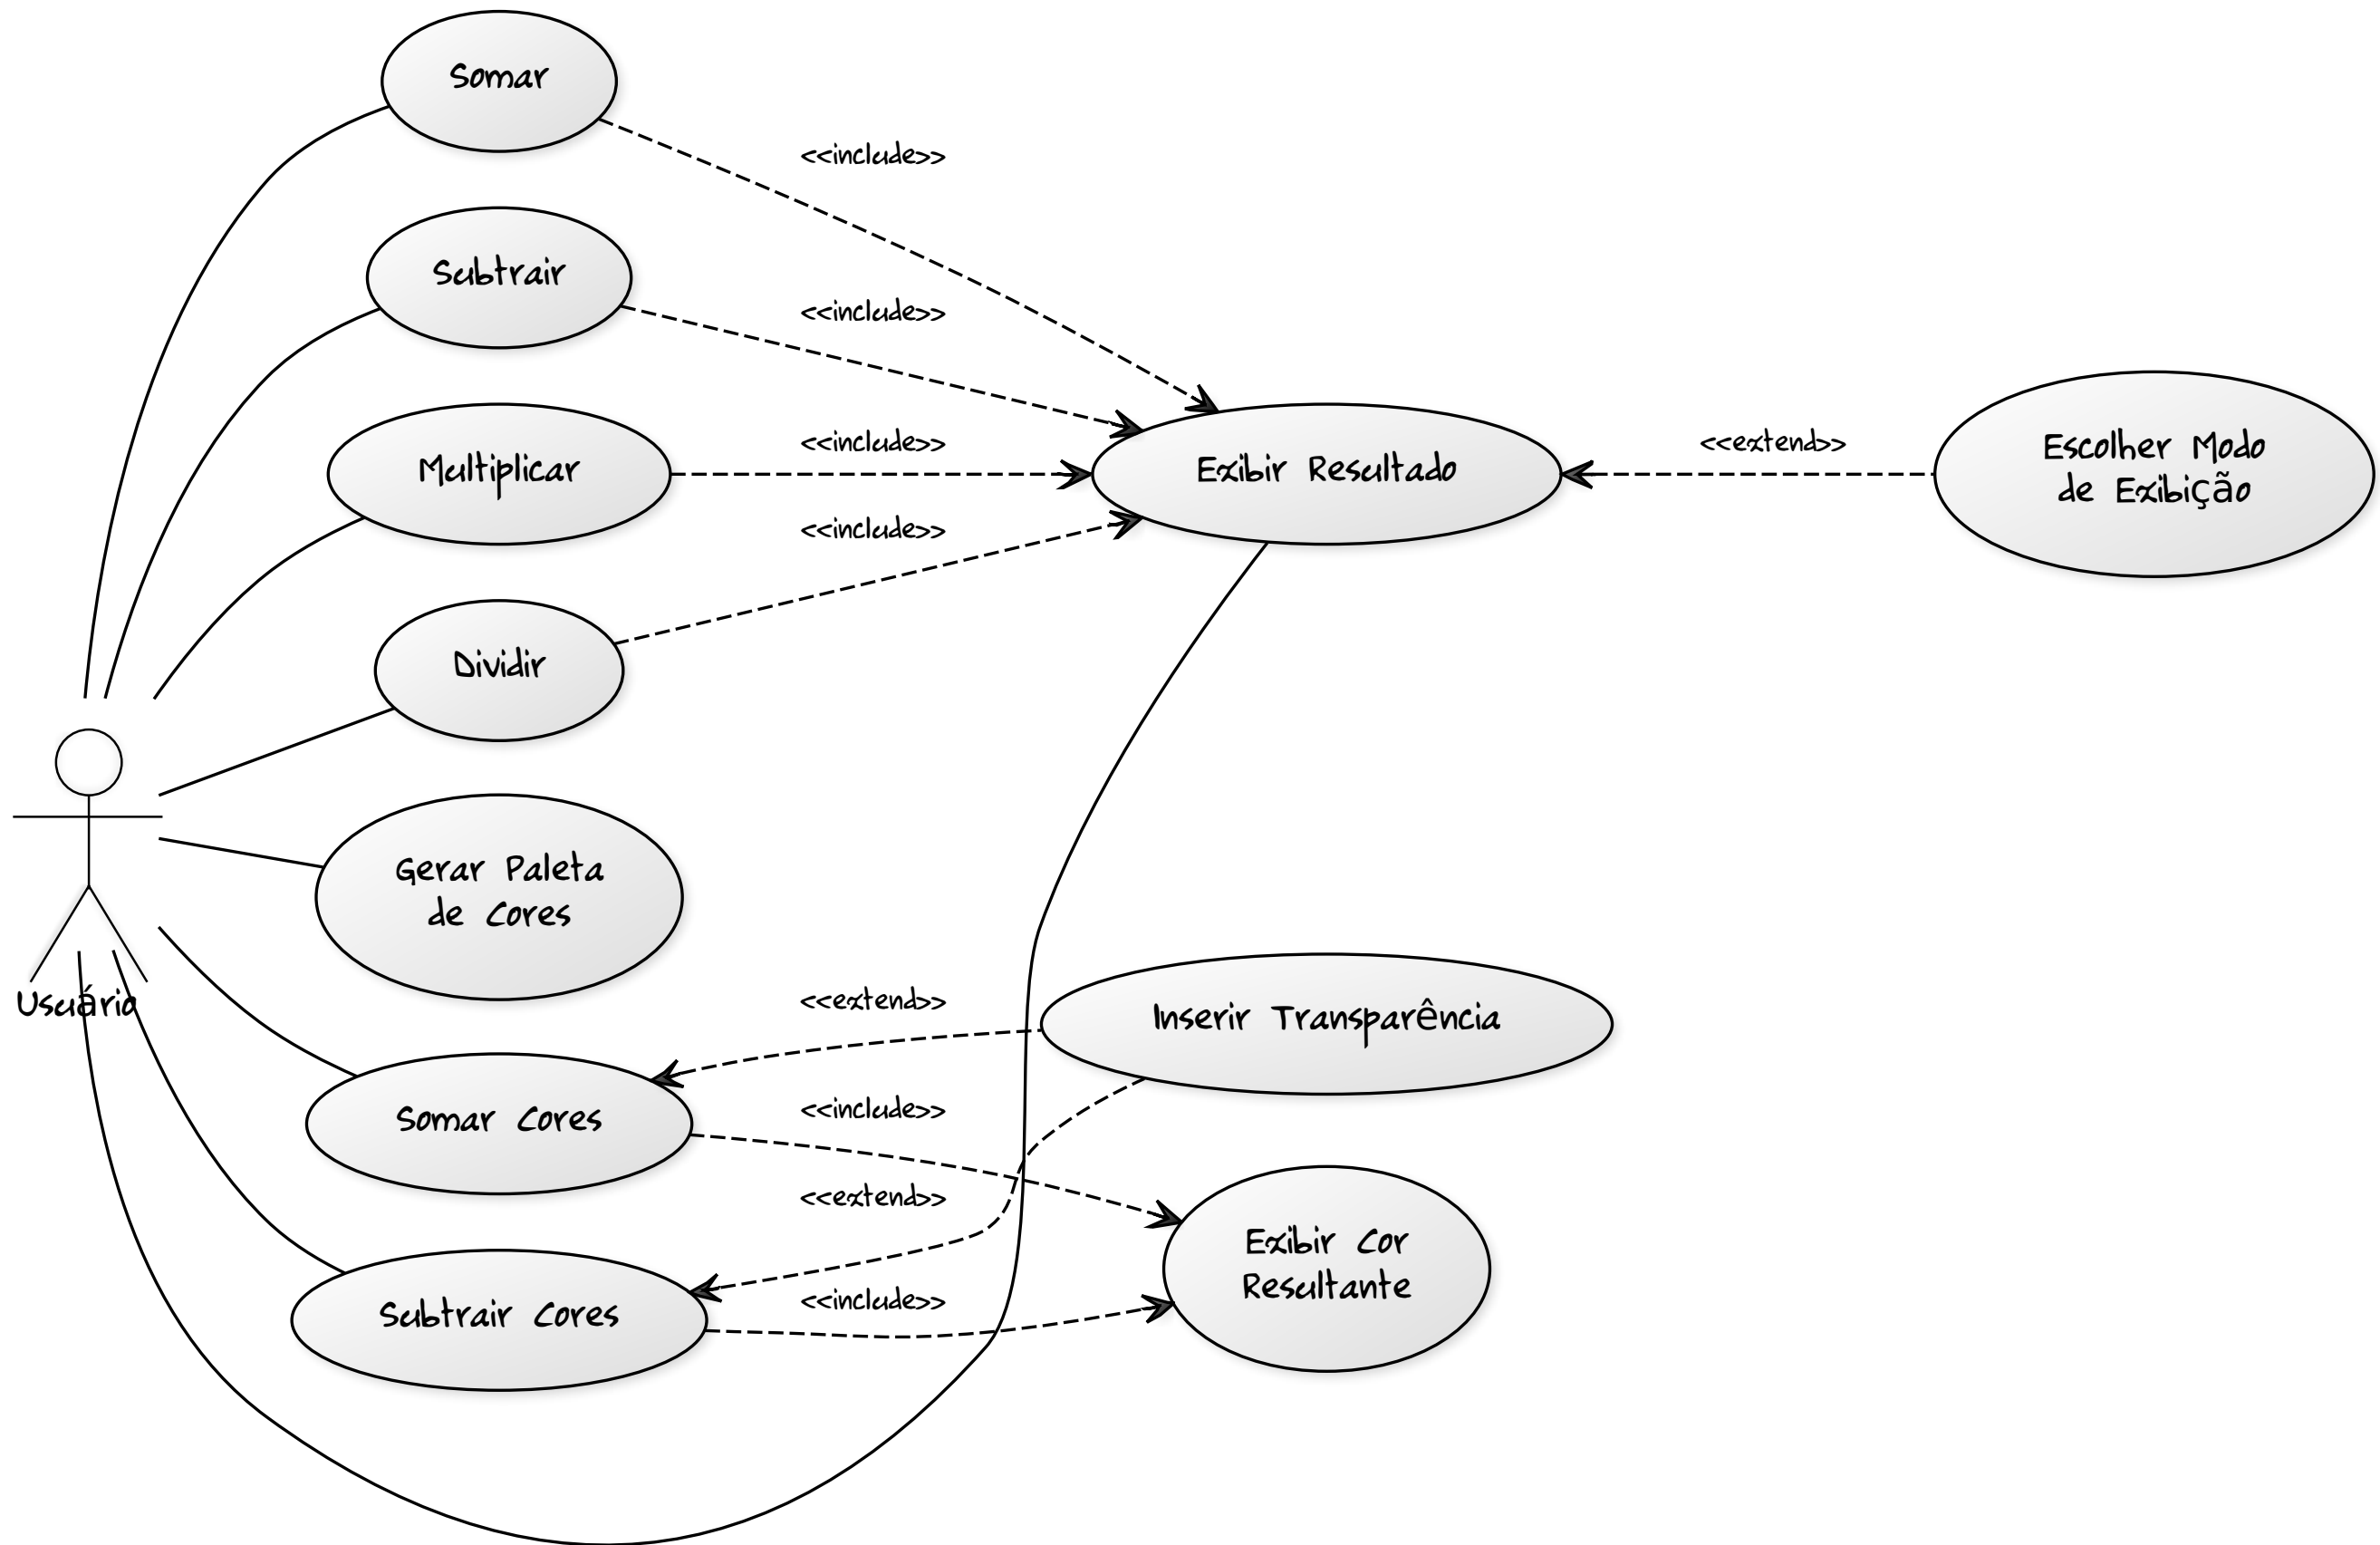 Somar
<<include>>
Subtrair
<<include>>
Multiplicar
<<include>>
Exibir Resultado
<<extend>>
Escolher Modo
de Exibição
<<include>>
Dividir
Gerar Paleta
de Cores
Usuário
<<extend>>
Inserir Transparência
Somar Cores
<<include>>
<<extend>>
Exibir Cor
Resultante
Subtrair Cores
<<include>>